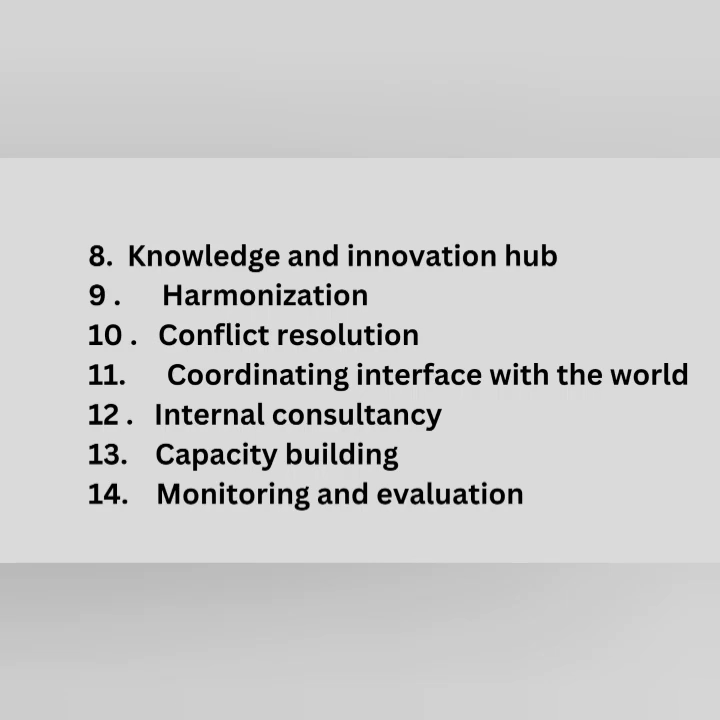 8. Knowledge and innovation hub
9 . Harmonization
10 . Conflict resolution
11. Coordinating interface with the world
12 . Internal consultancy
13. Capacity building
14. Monitoring and evaluation